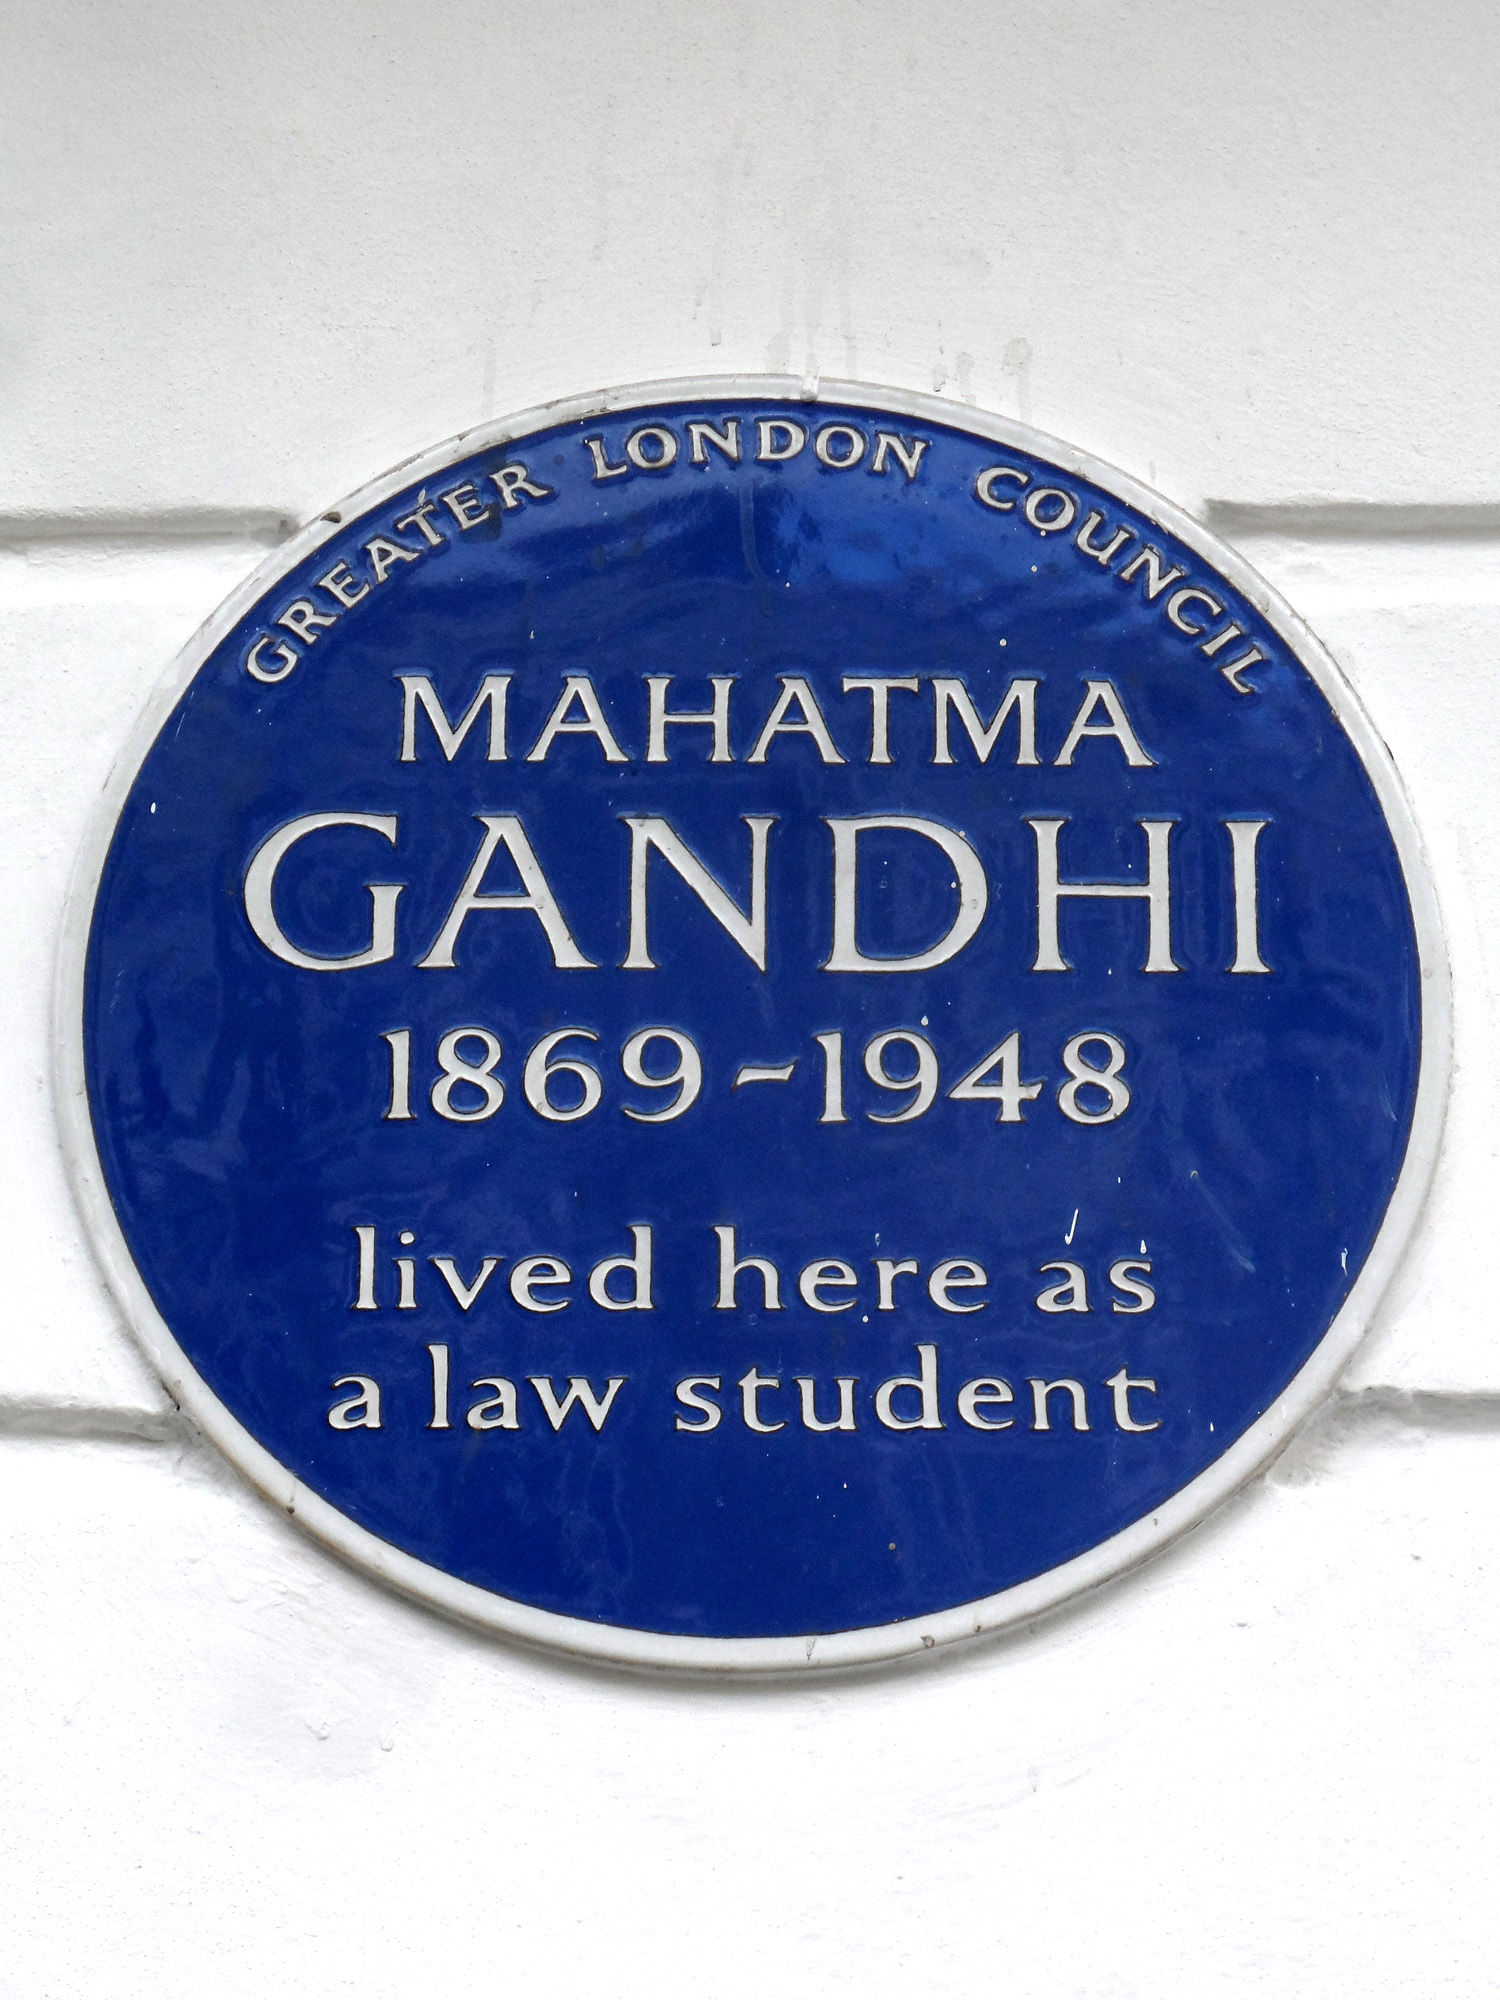 GREATER LONDON COUNCIL
MAHATMA
GANDHI
1869-1948
lived here as
a law student